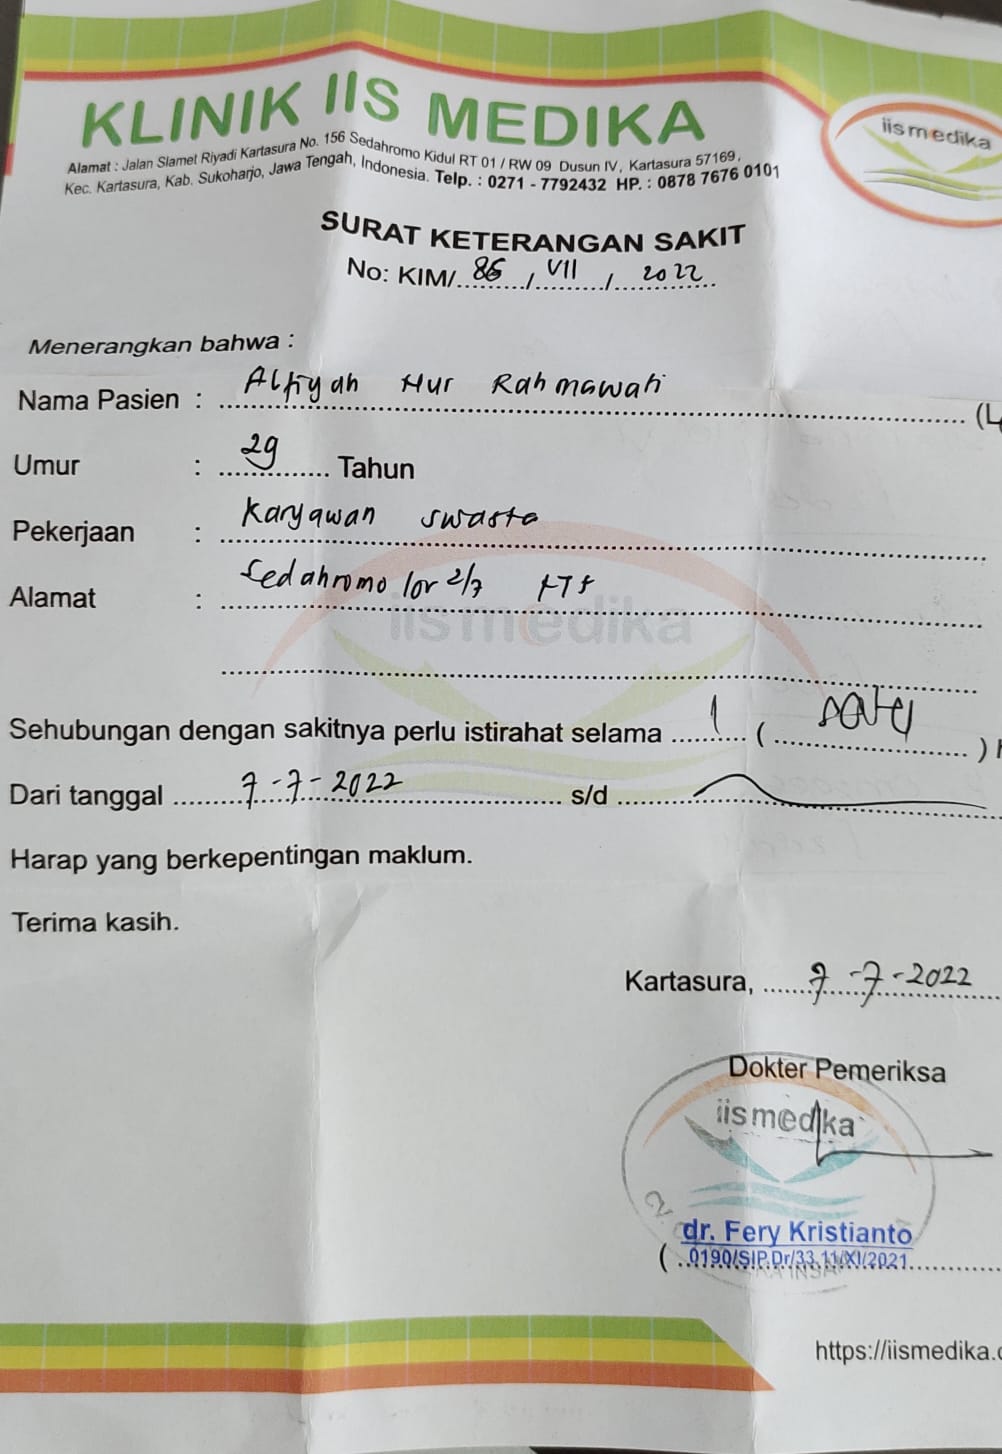 KLINIK IIS MEDIKA
iismedika
Alamat : Jalan Slamet Riyadi Kartasura No. 156 Sedahromo Kidul RT 01 / RW 09 Dusun IV, Kartasura 57169,
Kec. Kartasura, Kab. Sukoharjo, Jawa Tengah, Indonesia. Telp. : 0271 - 7792432 HP. : 0878 7676 0101
SURAT KETERANGAN SAKIT
No: KIM/ 86 / VII / 2022
Menerangkan bahwa :
Nama Pasien : Alfiyah Nur Rahmawati (L
Umur : 29 Tahun
Pekerjaan : Karyawan swasta
Alamat : Sedahromo lor 2/7 KTS
iismedika
Sehubungan dengan sakitnya perlu istirahat selama 1 ( satu )
Dari tanggal 7-7-2022 s/d
Harap yang berkepentingan maklum.
Terima kasih.
Kartasura, 7-7-2022
Dokter Pemeriksa
iismedika
CV.
dr. Fery Kristianto
( 0190/SIP.Dr/33.11/XI/2021
https://iismedika.